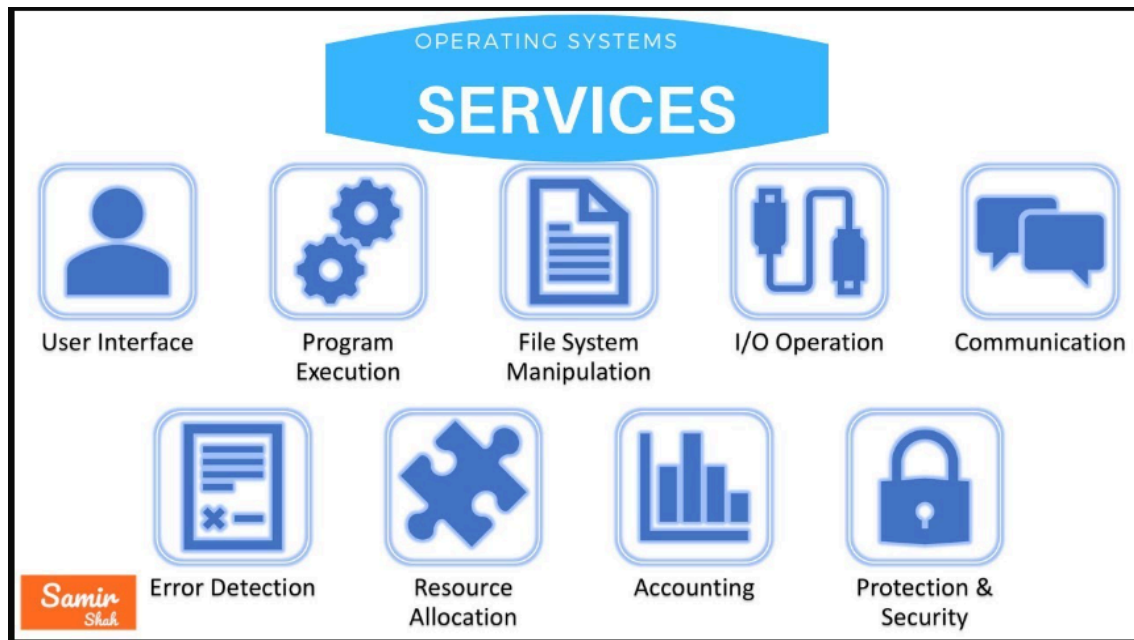 OPERATING SYSTEMS
SERVICES
User Interface
Program
Execution
File System
Manipulation
I/O Operation
Communication
Error Detection
Resource
Allocation
Accounting
Protection &
Security
Samir
Shah